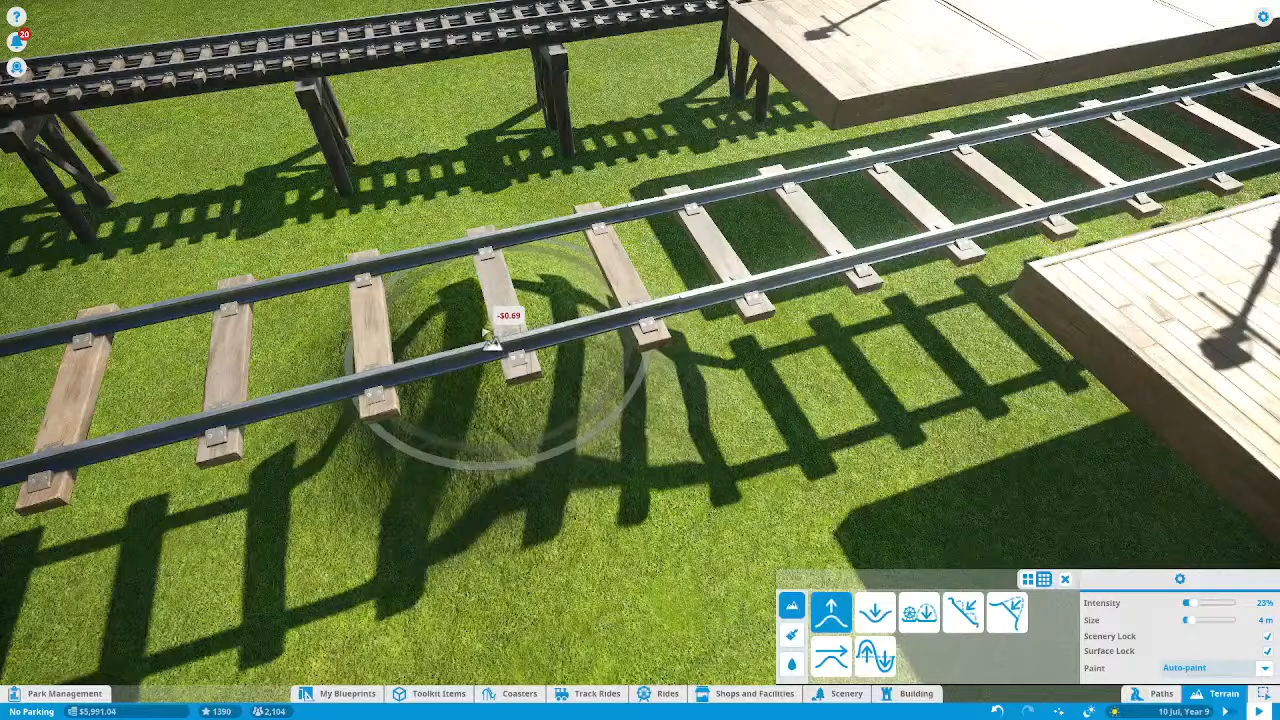 ?
20
-$0.69
Intensity 23%
Size 4 m
Scenery Lock
Surface Lock
Paint Auto-paint
Park Management My Blueprints Toolkit Items Coasters Track Rides Rides Shops and Facilities Scenery Building Paths Terrain
No Parking $5,991.04 1390 2,104 10 Jul, Year 9